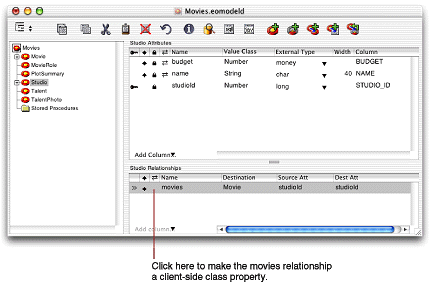 Movies.eomodeld
Movies
Movie
MovieRole
PlotSummary
Studio
Talent
TalentPhoto
Stored Procedures
Studio Attributes
Name Value Class External Type Width Column
budget Number money BUDGET
name String char 40 NAME
studioId Number long STUDIO_ID
Add Column
Studio Relationships
Name Destination Source Att Dest Att
movies Movie studioId studioId
Add column
Click here to make the movies relationship
a client-side class property.